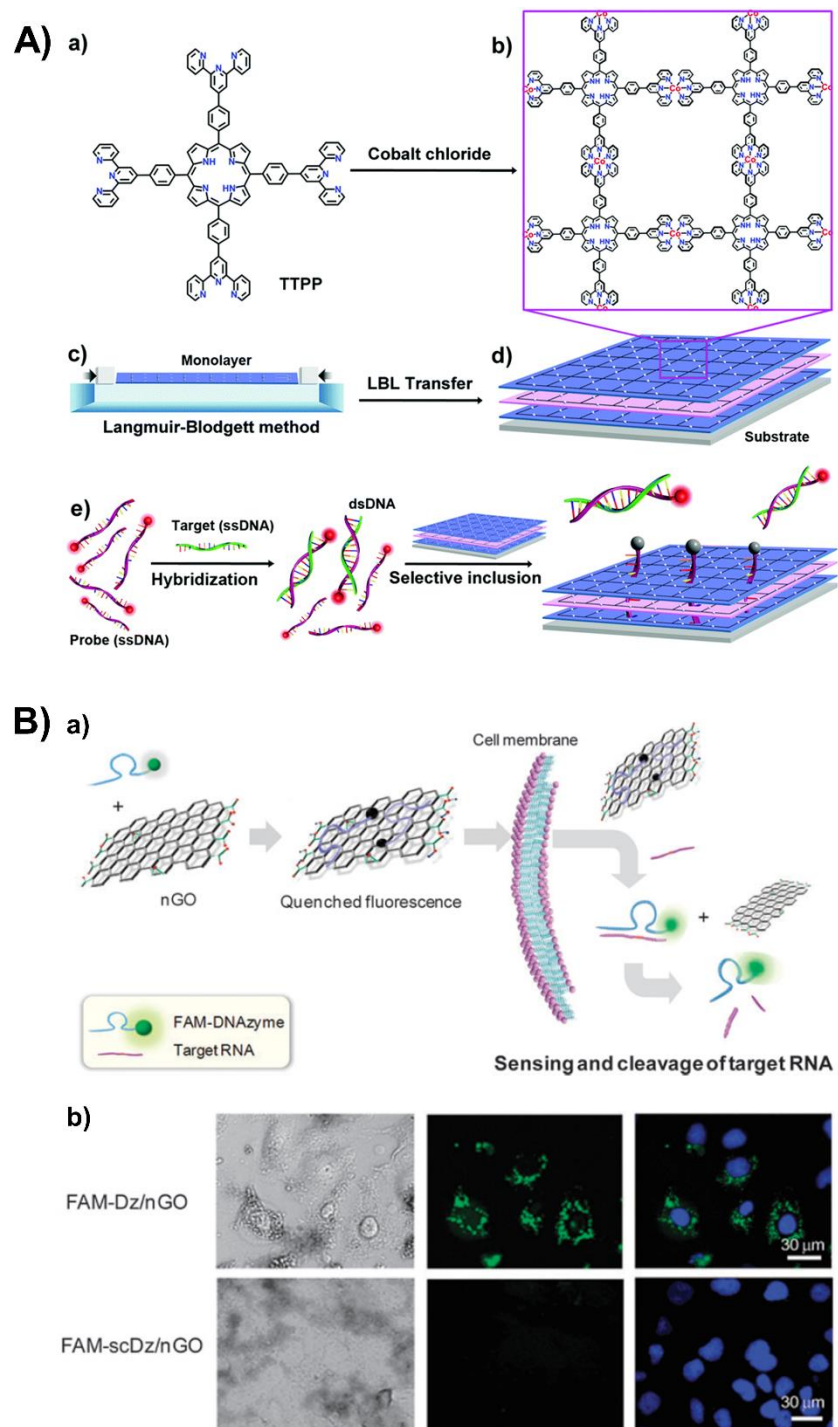 A) a)
b)
Cobalt chloride
TTPP
c)
Monolayer
Langmuir-Blodgett method
LBL Transfer
d)
Substrate
e)
Target (ssDNA)
Hybridization
Probe (ssDNA)
dsDNA
Selective inclusion
B) a)
+
nGO
Quenched fluorescence
Cell membrane
+
FAM-DNAzyme
Target RNA
Sensing and cleavage of target RNA
b)
FAM-Dz/nGO
30 μm
FAM-scDz/nGO
30 μm